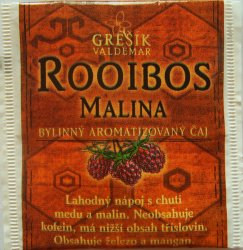 GREŠÍK
VALDEMAR
ROOIBOS
MALINA
BYLINNÝ AROMATIZOVANÝ ČAJ
Lahodný nápoj s chutí
medu a malin. Neobsahuje
kofein, má nižší obsah tříslovin.
Obsahuje železo a mangan.